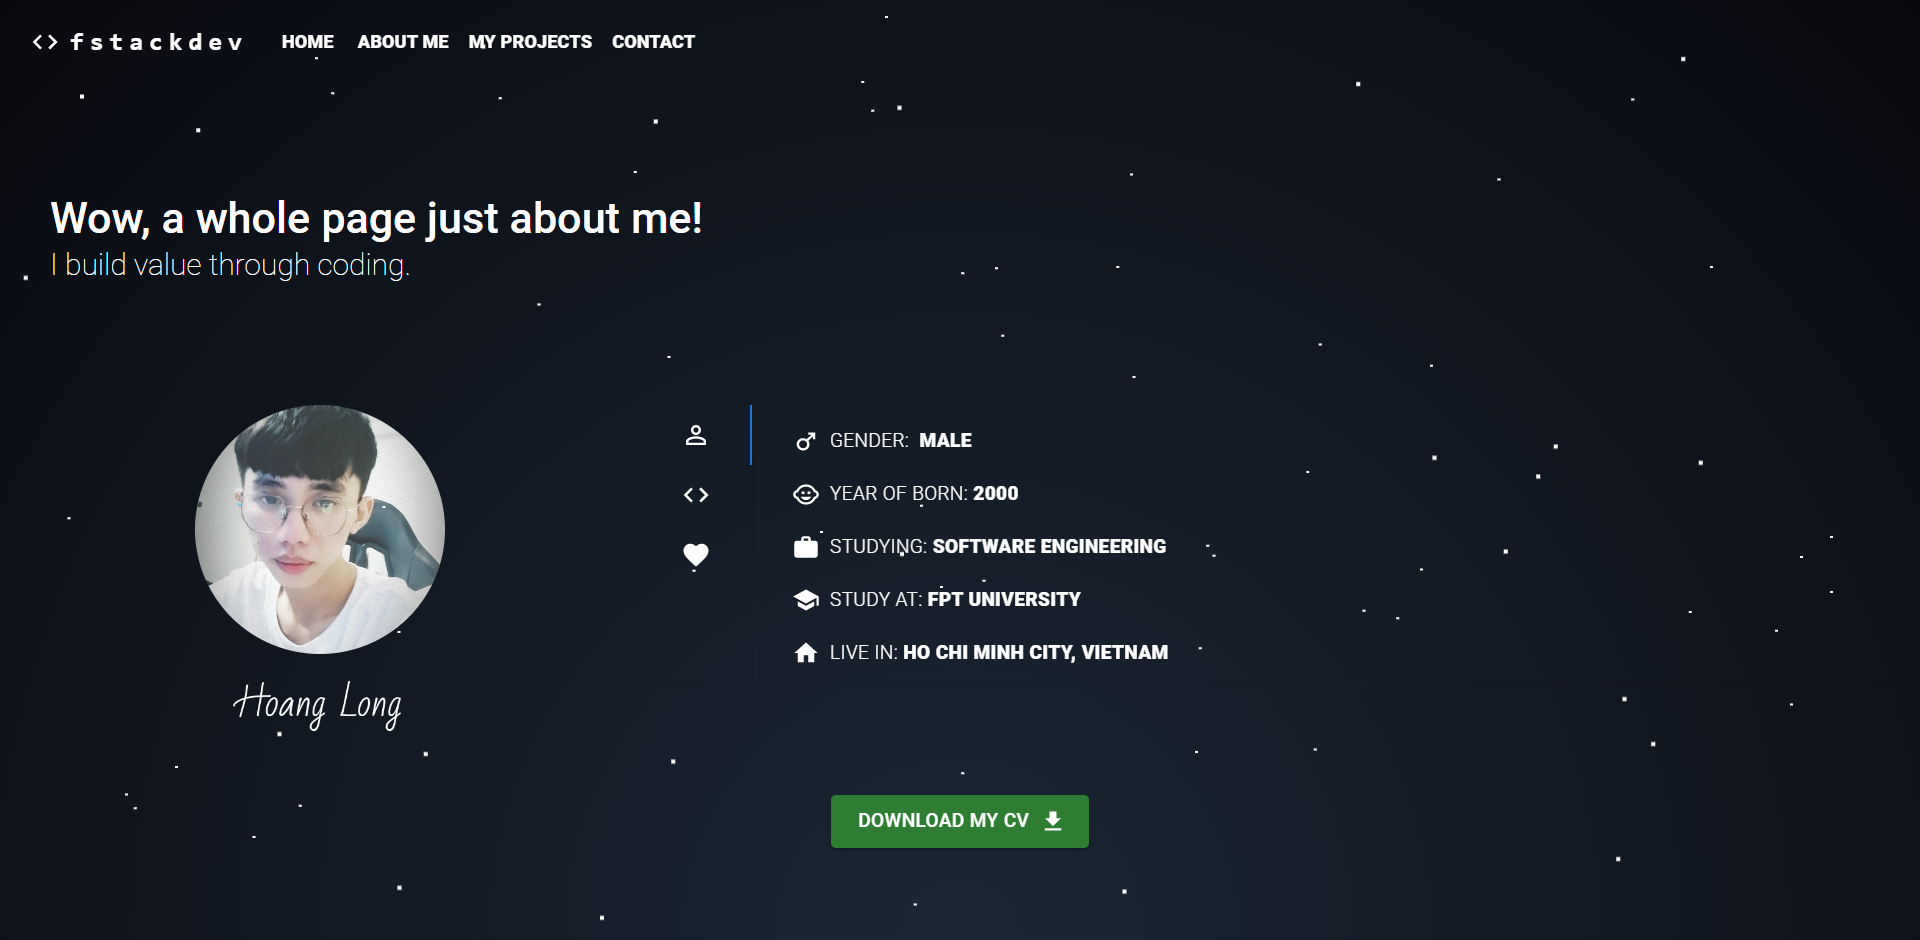 fstackdev HOME ABOUT ME MY PROJECTS CONTACT
Wow, a whole page just about me!
I build value through coding.
GENDER: MALE
YEAR OF BORN: 2000
STUDYING: SOFTWARE ENGINEERING
STUDY AT: FPT UNIVERSITY
LIVE IN: HO CHI MINH CITY, VIETNAM
Hoang Long
DOWNLOAD MY CV